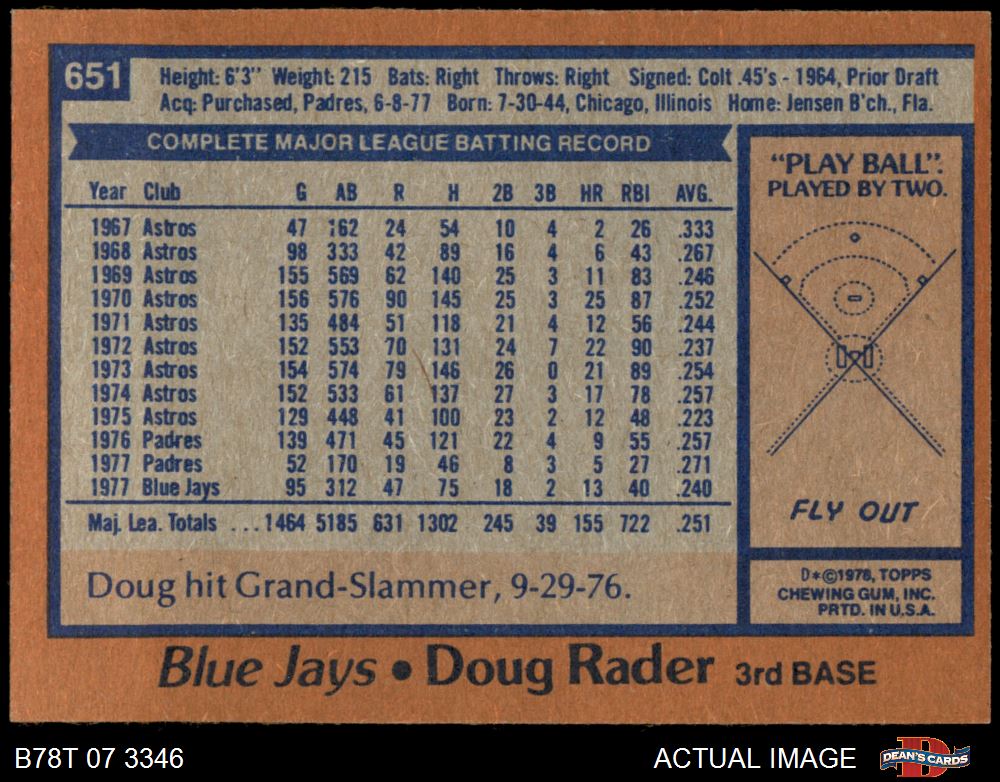 651
Height: 6'3" Weight: 215 Bats: Right Throws: Right Signed: Colt .45's - 1964, Prior Draft
Acq: Purchased, Padres, 6-8-77 Born: 7-30-44, Chicago, Illinois Home: Jensen B'ch., Fla.
COMPLETE MAJOR LEAGUE BATTING RECORD
Year Club G AB R H 2B 3B HR RBI AVG.
1967 Astros 47 162 24 54 10 4 2 26 .333
1968 Astros 98 333 42 89 16 4 6 43 .267
1969 Astros 155 569 62 140 25 3 11 83 .246
1970 Astros 156 576 90 145 25 3 25 87 .252
1971 Astros 135 484 51 118 21 4 12 56 .244
1972 Astros 152 553 70 131 24 7 22 90 .237
1973 Astros 154 574 79 146 26 0 21 89 .254
1974 Astros 152 533 61 137 27 3 17 78 .257
1975 Astros 129 448 41 100 23 2 12 48 .223
1976 Padres 139 471 45 121 22 4 9 55 .257
1977 Padres 52 170 19 46 8 3 5 27 .271
1977 Blue Jays 95 312 47 75 18 2 13 40 .240
Maj. Lea. Totals ...1464 5185 631 1302 245 39 155 722 .251
Doug hit Grand-Slammer, 9-29-76.
"PLAY BALL".
PLAYED BY TWO.
FLY OUT
D*©1978, TOPPS
CHEWING GUM, INC.
PRTD. IN U.S.A.
Blue Jays • Doug Rader 3rd BASE
B78T 07 3346
ACTUAL IMAGE
DEAN'S CARDS